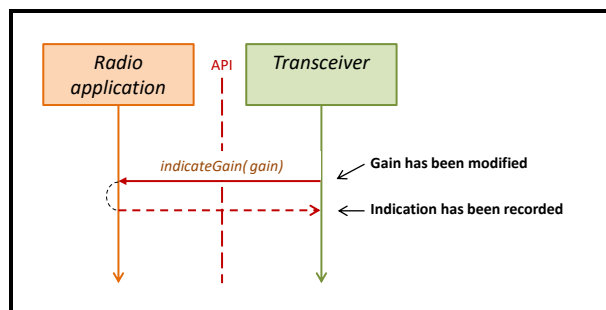 Radio
application
API
Transceiver
indicateGain( gain)
Gain has been modified
Indication has been recorded